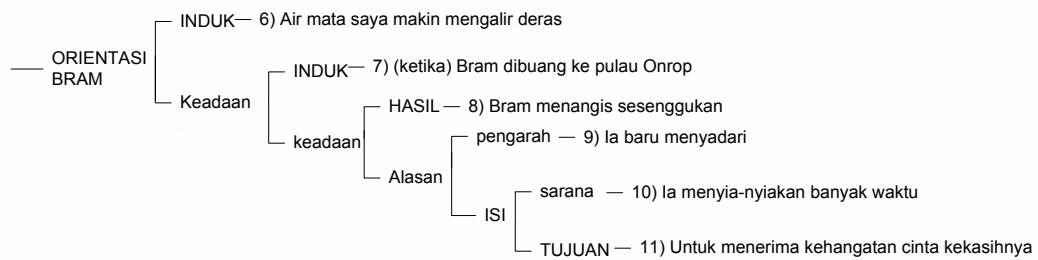 INDUK— 6) Air mata saya makin mengalir deras
ORIENTASI
BRAM
INDUK— 7) (ketika) Bram dibuang ke pulau Onrop
Keadaan
HASIL — 8) Bram menangis sesenggukan
keadaan
pengarah — 9) Ia baru menyadari
Alasan
sarana — 10) Ia menyia-nyiakan banyak waktu
ISI
TUJUAN — 11) Untuk menerima kehangatan cinta kekasihnya